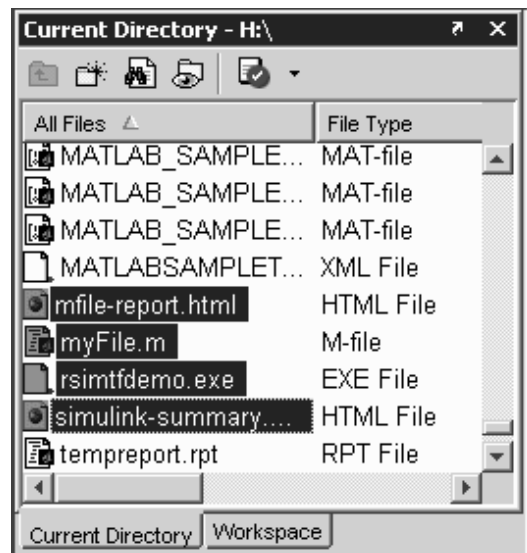 Current Directory - H:\
All Files File Type
MATLAB_SAMPLE... MAT-file
MATLAB_SAMPLE... MAT-file
MATLAB_SAMPLE... MAT-file
MATLABSAMPLET... XML File
mfile-report.html HTML File
myFile.m M-file
rsimtfdemo.exe EXE File
simulink-summary.... HTML File
tempreport.rpt RPT File
Current Directory Workspace